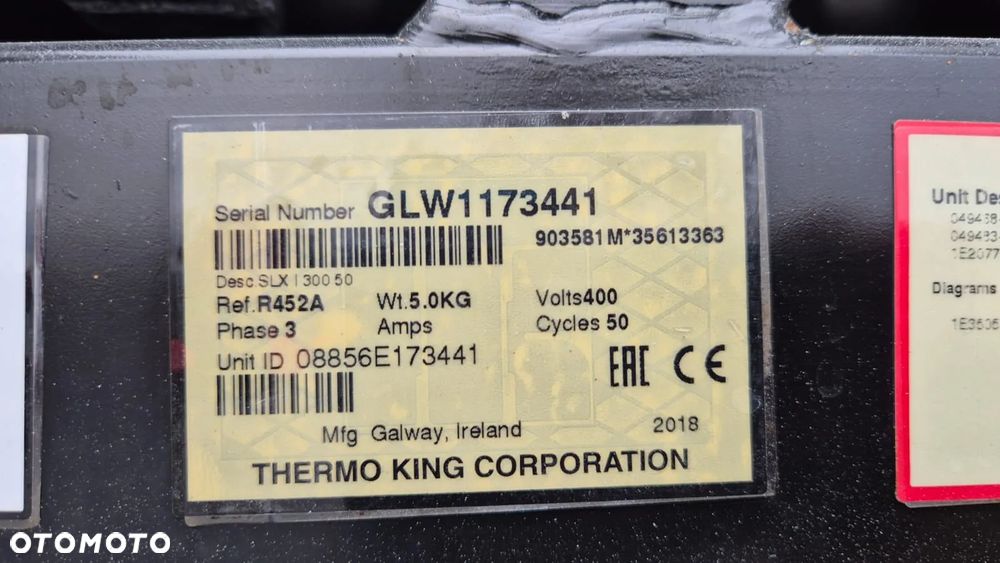 Serial Number GLW1173441
903581M*35613363
Desc.SLX I 300 50
Ref.R452A Wt.5.0KG Volts400
Phase 3 Amps Cycles 50
Unit ID 08856E173441
EAC CE
Mfg Galway, Ireland 2018
THERMO KING CORPORATION
Unit Des
Diagrams
OTOMOTO